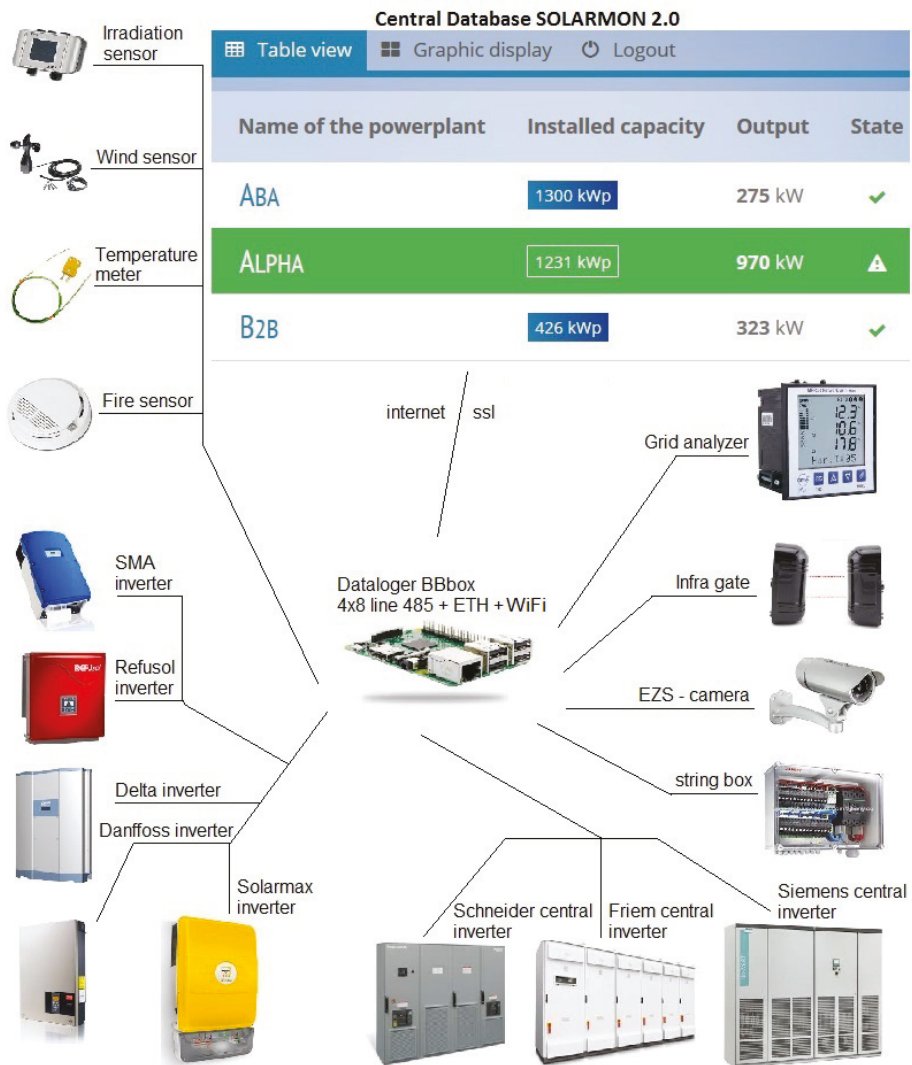 Central Database SOLARMON 2.0
Irradiation
sensor
Table view
Graphic display
Logout
Name of the powerplant
Installed capacity
Output
State
Wind sensor
ABA
1300 kWp
275 kW
Temperature
meter
ALPHA
1231 kWp
970 kW
B2B
426 kWp
323 kW
Fire sensor
internet
ssl
Grid analyzer
SMA
inverter
Dataloger BBbox
4x8 line 485 + ETH + WiFi
Infra gate
Refusol
inverter
EZS - camera
string box
Delta inverter
Danffoss inverter
Solarmax
inverter
Schneider central
inverter
Friem central
inverter
Siemens central
inverter